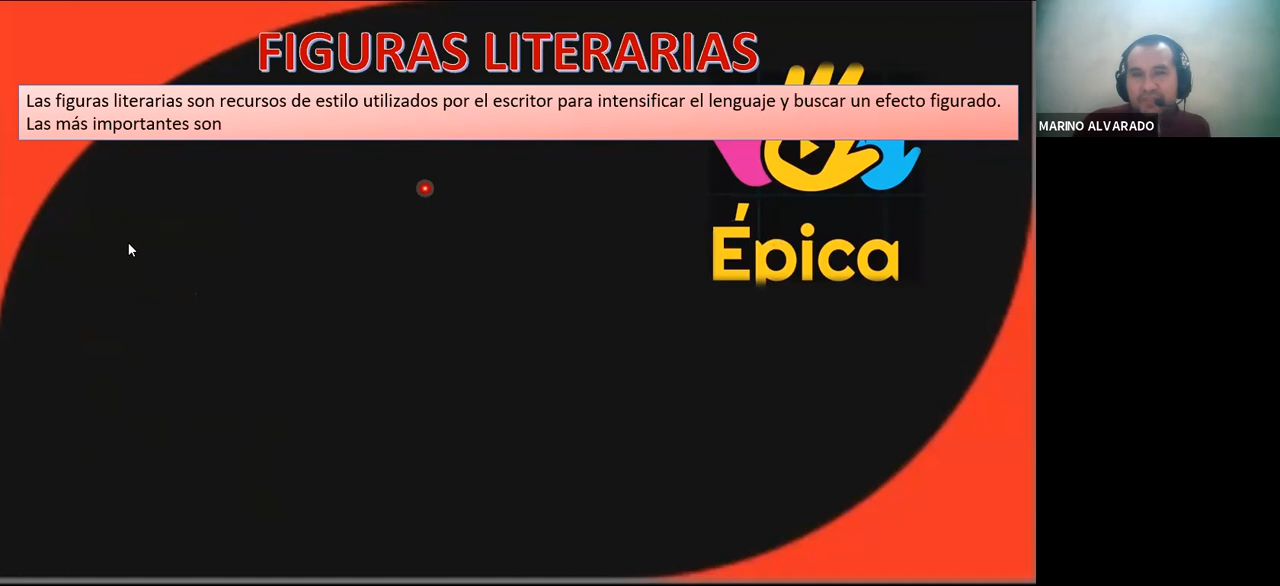 FIGURAS LITERARIAS
Las figuras literarias son recursos de estilo utilizados por el escritor para intensificar el lenguaje y buscar un efecto figurado.
Las más importantes son
Épica
MARINO ALVARADO